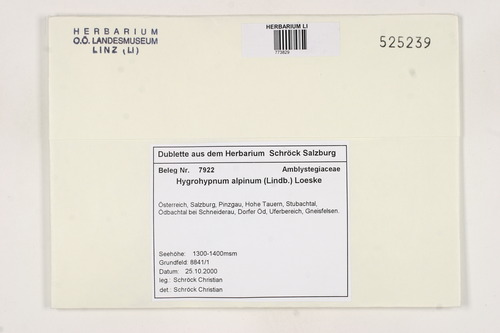 HERBARIUM
O.Ö. LANDESMUSEUM
LINZ (LI)
HERBARIUM LI
773829
525239
Dublette aus dem Herbarium Schröck Salzburg
Beleg Nr. 7922 Amblystegiaceae
Hygrohypnum alpinum (Lindb.) Loeske
Österreich, Salzburg, Pinzgau, Hohe Tauern, Stubachtal,
Ödbachtal bei Schneiderau, Dorfer Öd, Uferbereich, Gneisfelsen.
Seehöhe: 1300-1400msm
Grundfeld: 8841/1
Datum: 25.10.2000
leg.: Schröck Christian
det.: Schröck Christian